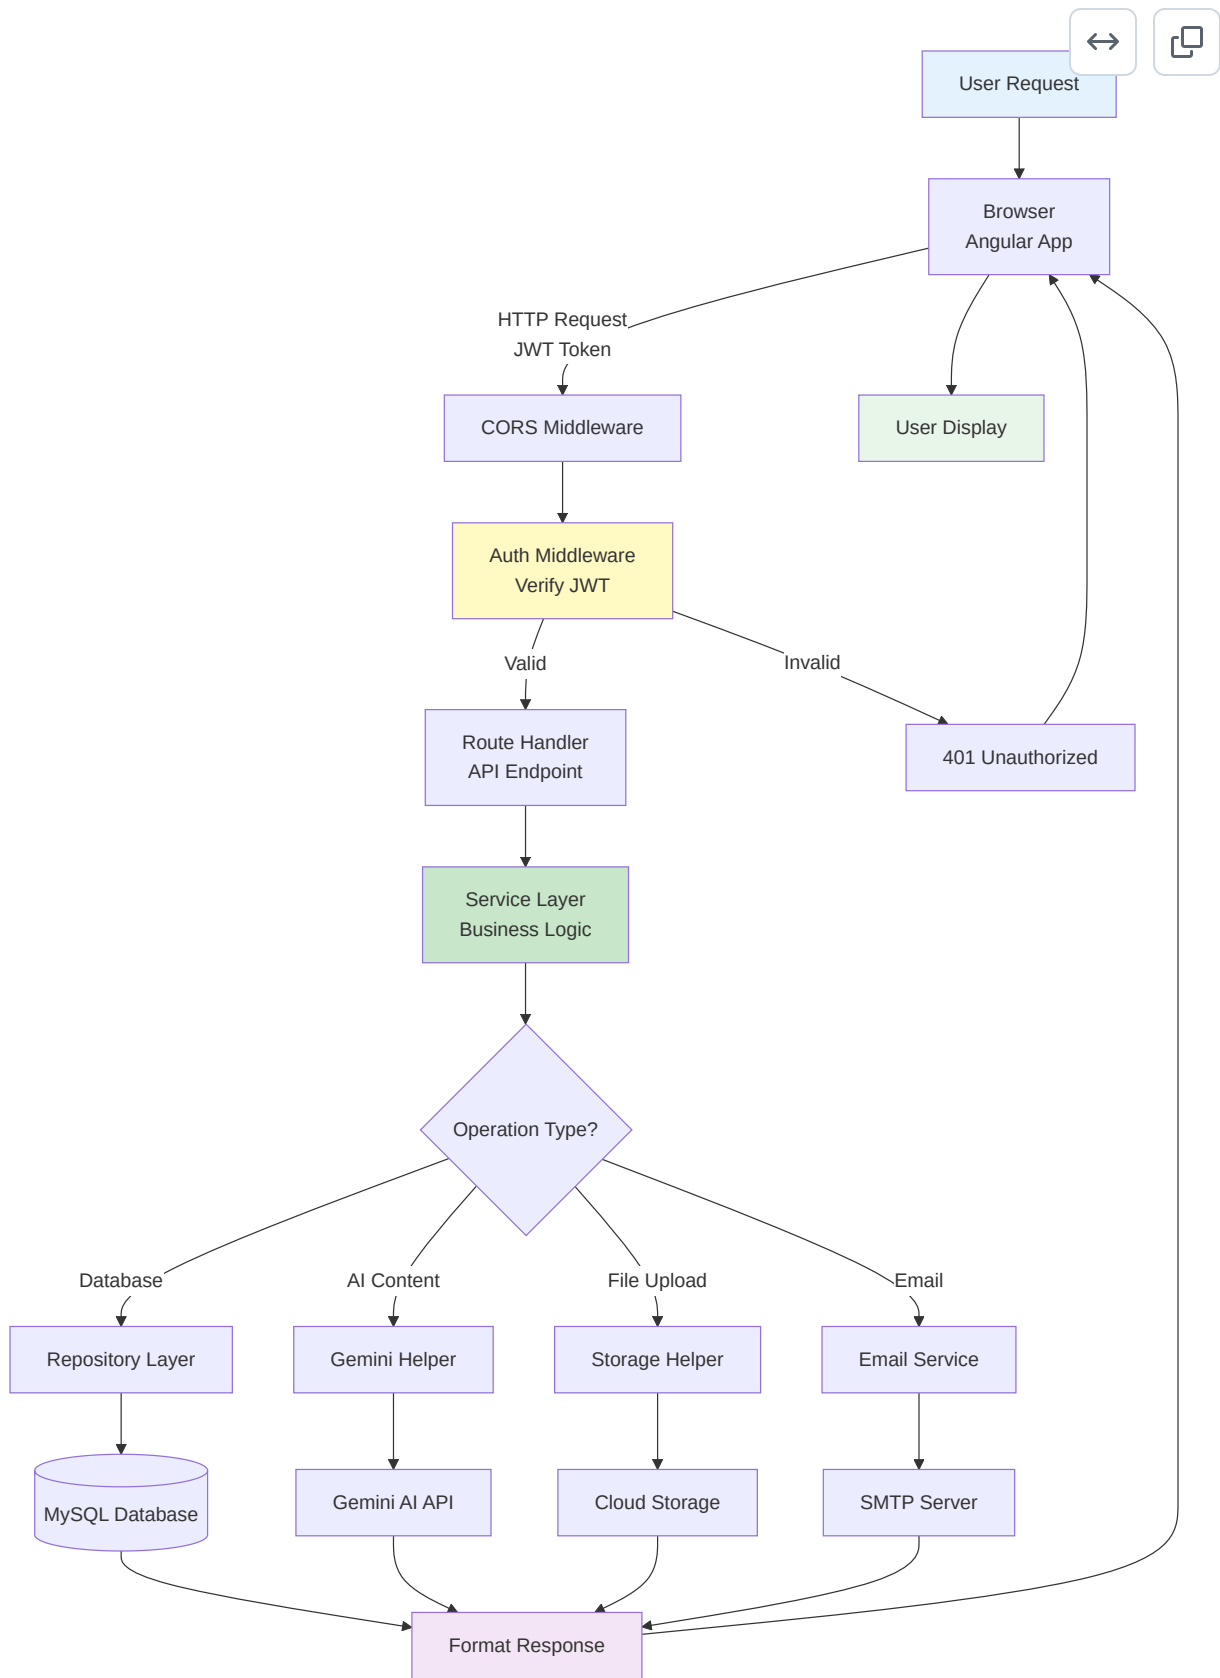 User Request
Browser
Angular App
HTTP Request
JWT Token
CORS Middleware
User Display
Auth Middleware
Verify JWT
Valid
Invalid
Route Handler
API Endpoint
401 Unauthorized
Service Layer
Business Logic
Operation Type?
Database
AI Content
File Upload
Email
Repository Layer
Gemini Helper
Storage Helper
Email Service
MySQL Database
Gemini AI API
Cloud Storage
SMTP Server
Format Response